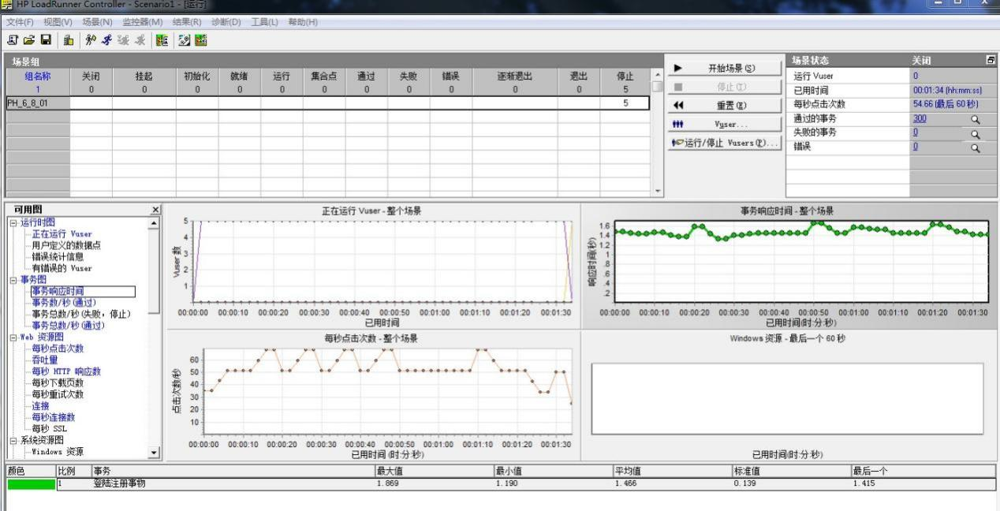 HP LoadRunner Controller - Scenario1 - [运行]
文件(F) 视图(V) 场景(N) 监控器(M) 结果(R) 诊断(D) 工具(L) 帮助(H)
场景组
组名称 关闭 挂起 初始化 就绪 运行 集合点 通过 失败 错误 逐渐退出 退出 停止
1 0 0 0 0 0 0 0 0 0 0 0 5
PH_6_8_01 5
开始场景(S)
停止(T)
重置(R)
Vuser...
运行/停止 Vusers(P)...
场景状态 关闭
运行 Vuser 0
已用时间 00:01:34 (hh:mm:ss)
每秒点击次数 54.66 (最后 60 秒)
通过的事务 300
失败的事务 0
错误 0
可用图
运行时图
正在运行 Vuser
用户定义的数据点
错误统计信息
有错误的 Vuser
事务图
事务响应时间
事务数/秒(通过)
事务总数/秒(失败，停止)
事务总数/秒(通过)
Web 资源图
每秒点击次数
吞吐量
每秒 HTTP 响应数
每秒下载页数
每秒重试次数
连接
每秒连接数
每秒 SSL
系统资源图
Windows 资源
正在运行 Vuser - 整个场景
Vuser 数
5
4
3
2
1
00:00:00 00:00:10 00:00:20 00:00:30 00:00:40 00:00:50 00:01:00 00:01:10 00:01:20 00:01:30
已用时间
事务响应时间 - 整个场景
响应时间(秒)
1.6
1.4
1.2
1
.8
.6
.4
.2
00:00:00 00:00:10 00:00:20 00:00:30 00:00:40 00:00:50 00:01:00 00:01:10 00:01:20 00:01:30
已用时间(时:分:秒)
每秒点击次数 - 整个场景
点击次数/秒
60
50
40
30
20
10
00:00:00 00:00:10 00:00:20 00:00:30 00:00:40 00:00:50 00:01:00 00:01:10 00:01:20 00:01:30
已用时间(时:分:秒)
Windows 资源 - 最后一个 60 秒
已用时间(时:分:秒)
颜色 比例 事务 最大值 最小值 平均值 标准值 最后一个
1 登陆注册事物 1.869 1.190 1.466 0.139 1.415